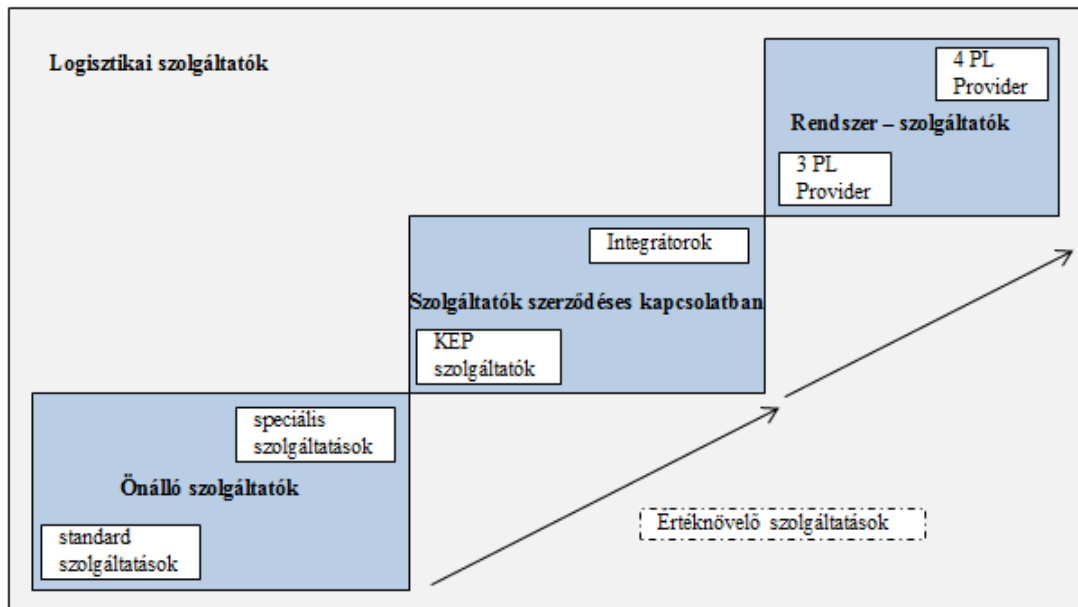 Logisztikai szolgáltatók
4 PL
Provider
Rendszer – szolgáltatók
3 PL
Provider
Integrátorok
Szolgáltatók szerződéses kapcsolatban
KEP
szolgáltatók
speciális
szolgáltatások
Önálló szolgáltatók
standard
szolgáltatások
Értéknövelő szolgáltatások